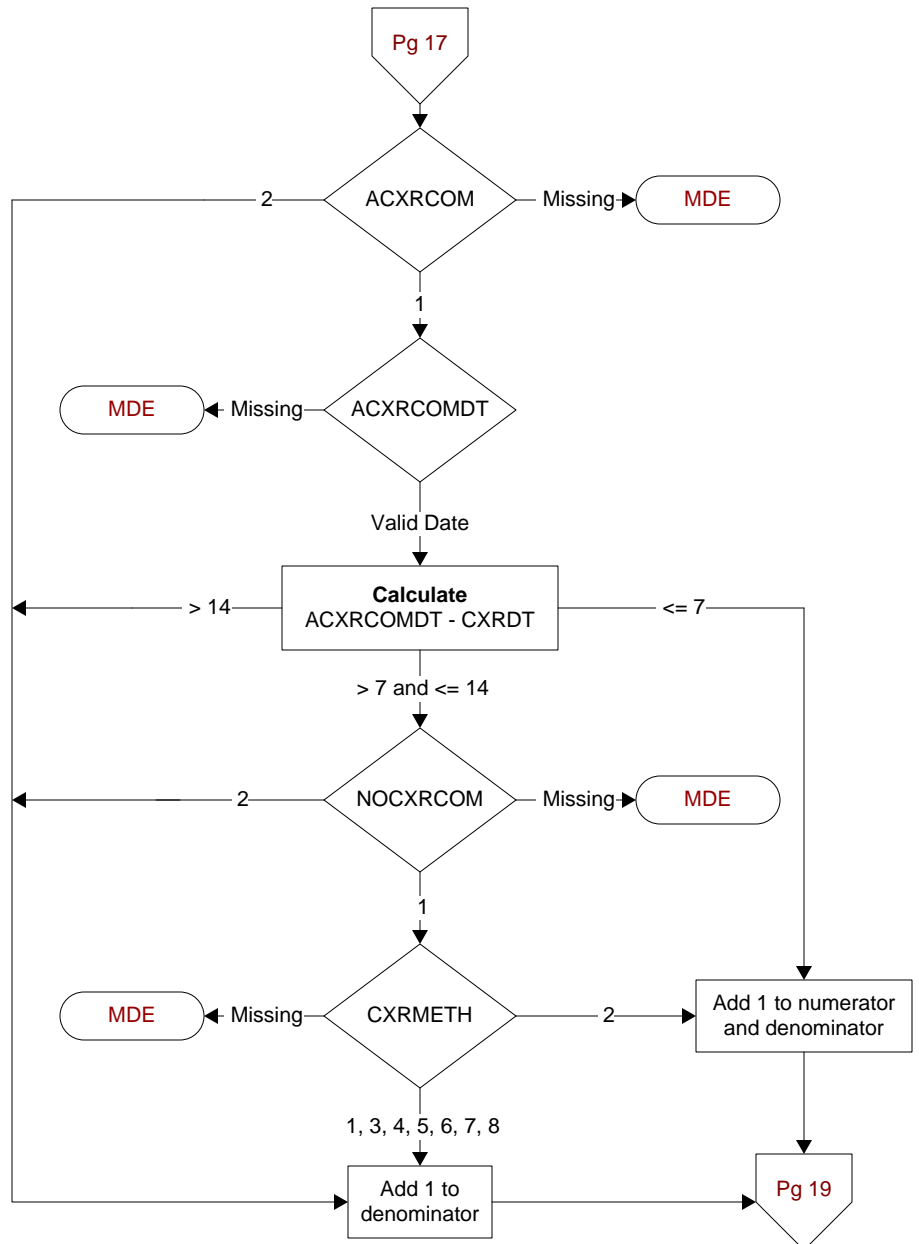 Pg 17
2
ACXRCOM
Missing
MDE
1
MDE
Missing
ACXRCOMDT
Valid Date
Calculate
ACXRCOMDT - CXRDT
> 14
<= 7
> 7 and <= 14
2
NOCXRCOM
Missing
MDE
1
MDE
Missing
CXRMETH
2
Add 1 to numerator
and denominator
1, 3, 4, 5, 6, 7, 8
Add 1 to
denominator
Pg 19